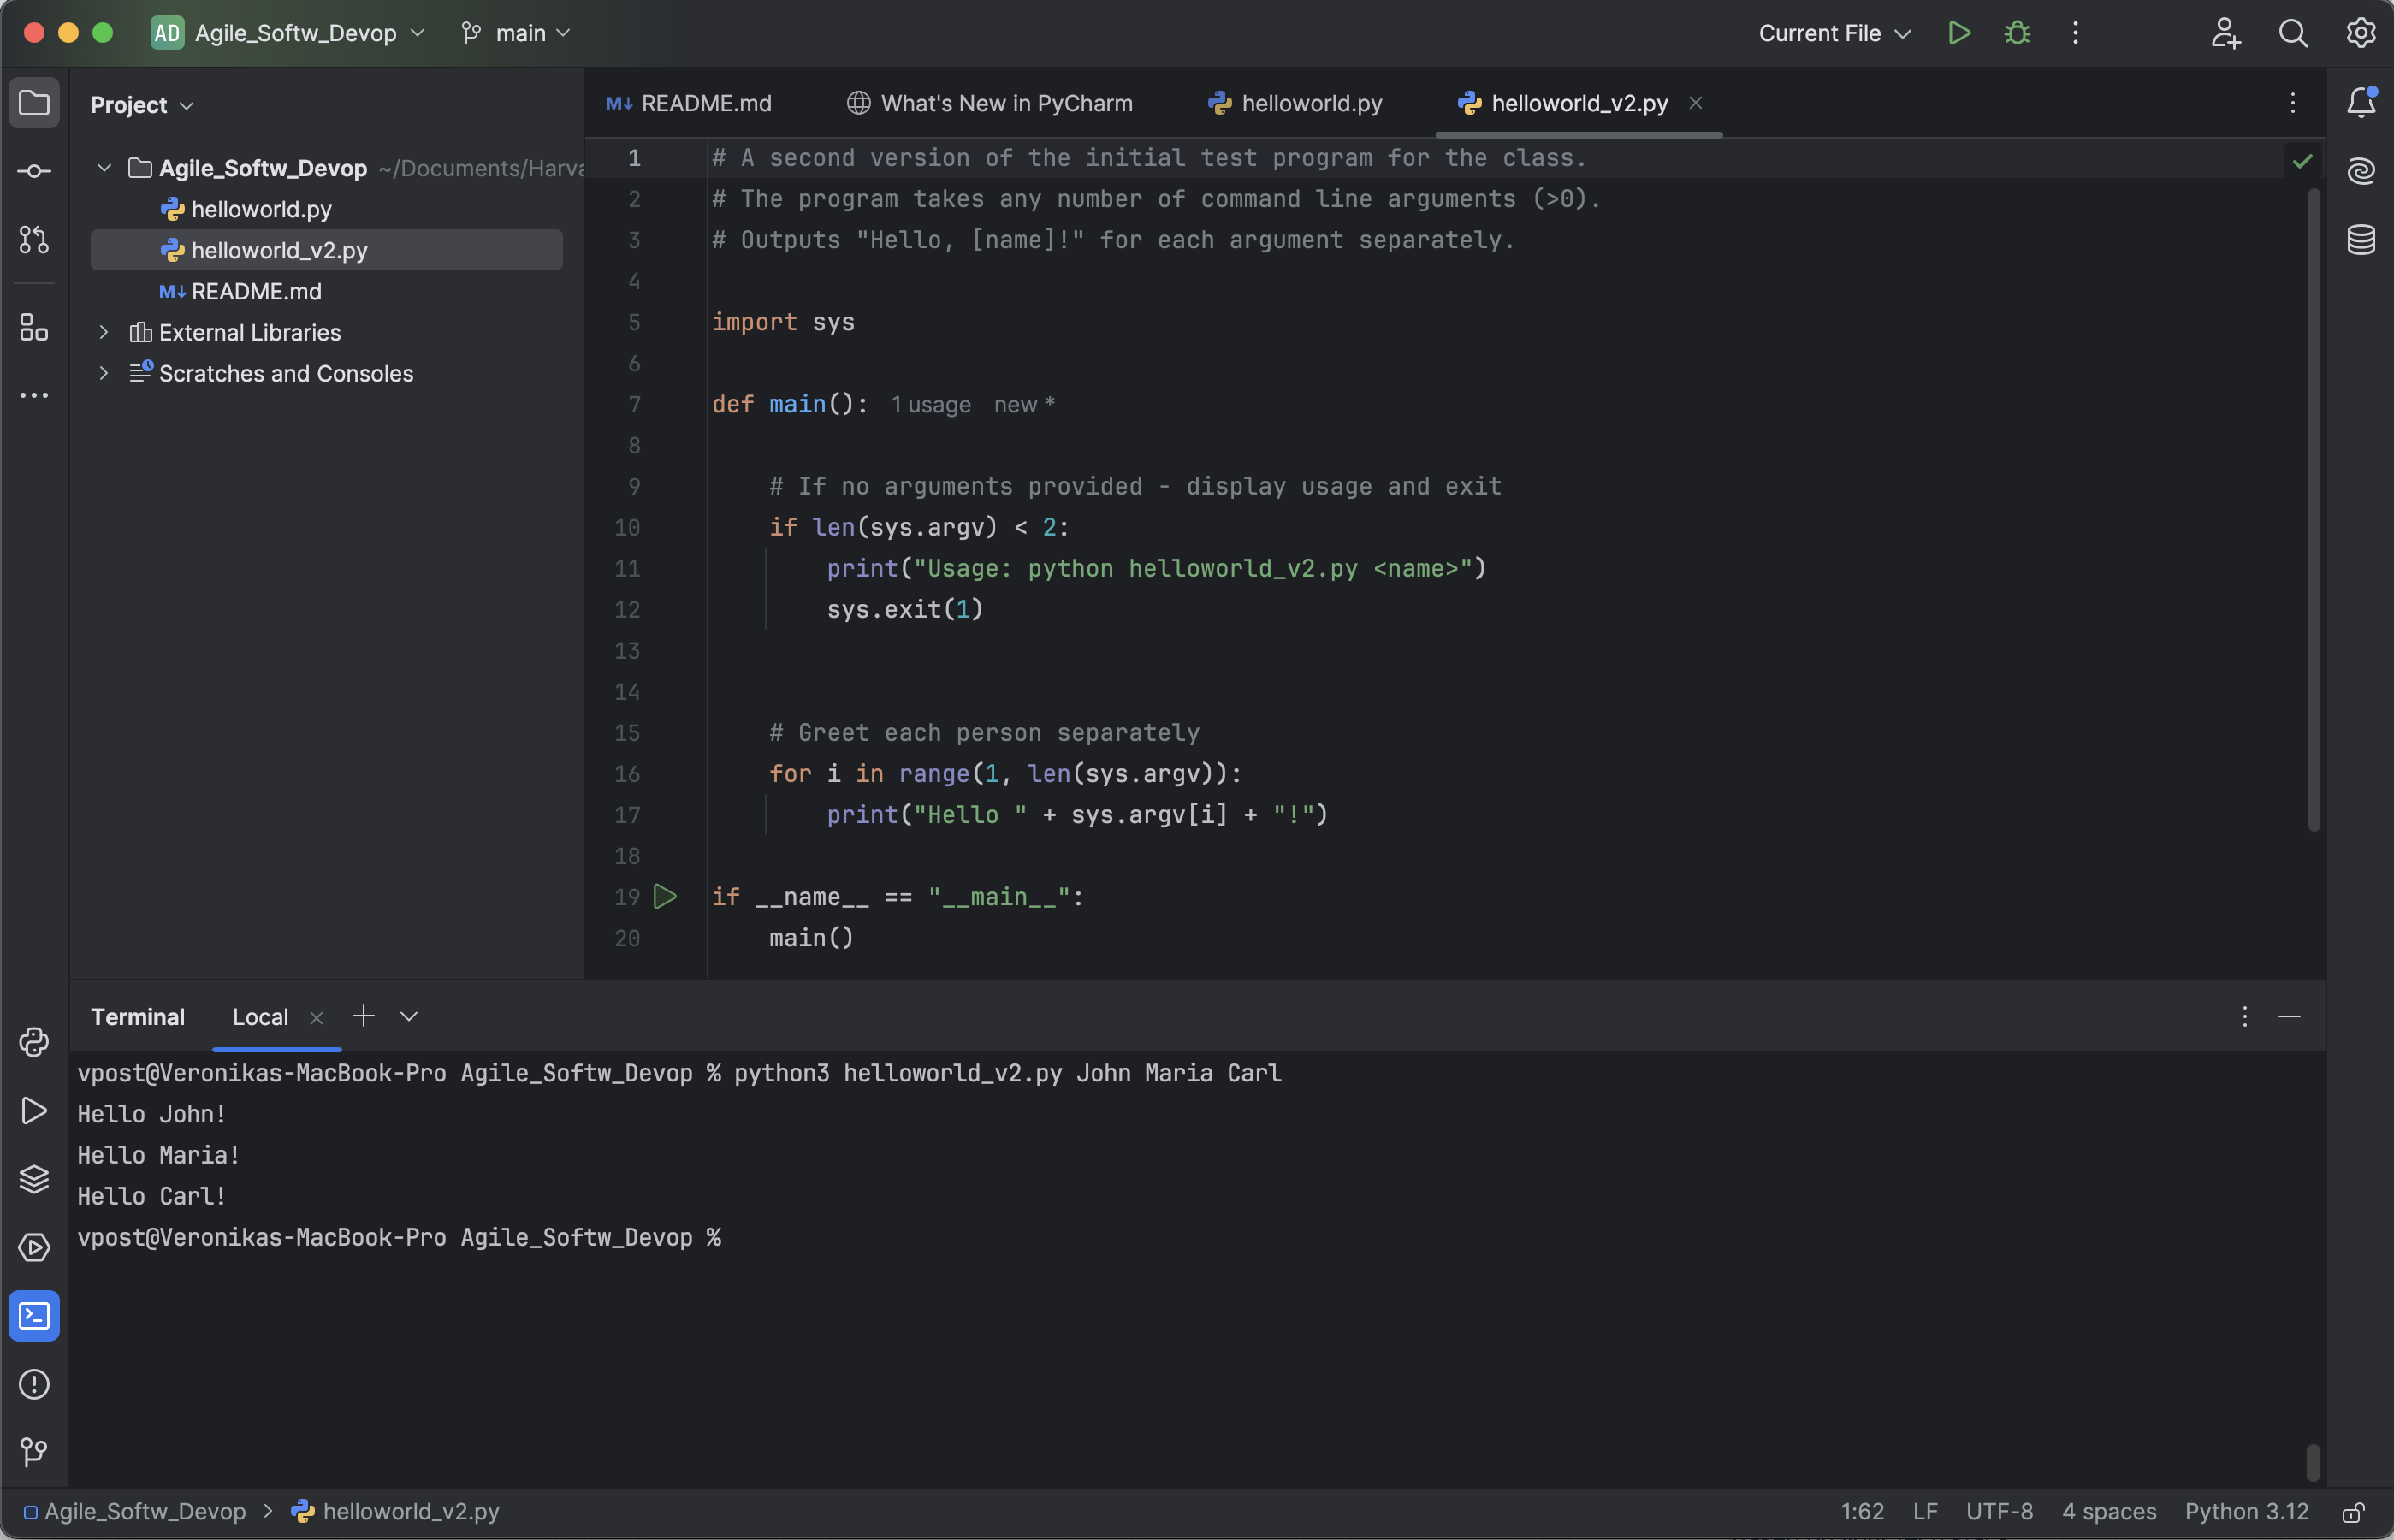 AD Agile_Softw_Devop main Current File
Project
Agile_Softw_Devop ~/Documents/Harva
helloworld.py
helloworld_v2.py
M↓ README.md
External Libraries
Scratches and Consoles
M↓ README.md What's New in PyCharm helloworld.py helloworld_v2.py
1 # A second version of the initial test program for the class.
2 # The program takes any number of command line arguments (>0).
3 # Outputs "Hello, [name]!" for each argument separately.
4
5 import sys
6
7 def main(): 1 usage new *
8
9 # If no arguments provided - display usage and exit
10 if len(sys.argv) < 2:
11 print("Usage: python helloworld_v2.py <name>")
12 sys.exit(1)
13
14
15 # Greet each person separately
16 for i in range(1, len(sys.argv)):
17 print("Hello " + sys.argv[i] + "!")
18
19 if __name__ == "__main__":
20 main()
Terminal Local
vpost@Veronikas-MacBook-Pro Agile_Softw_Devop % python3 helloworld_v2.py John Maria Carl
Hello John!
Hello Maria!
Hello Carl!
vpost@Veronikas-MacBook-Pro Agile_Softw_Devop %
Agile_Softw_Devop > helloworld_v2.py 1:62 LF UTF-8 4 spaces Python 3.12